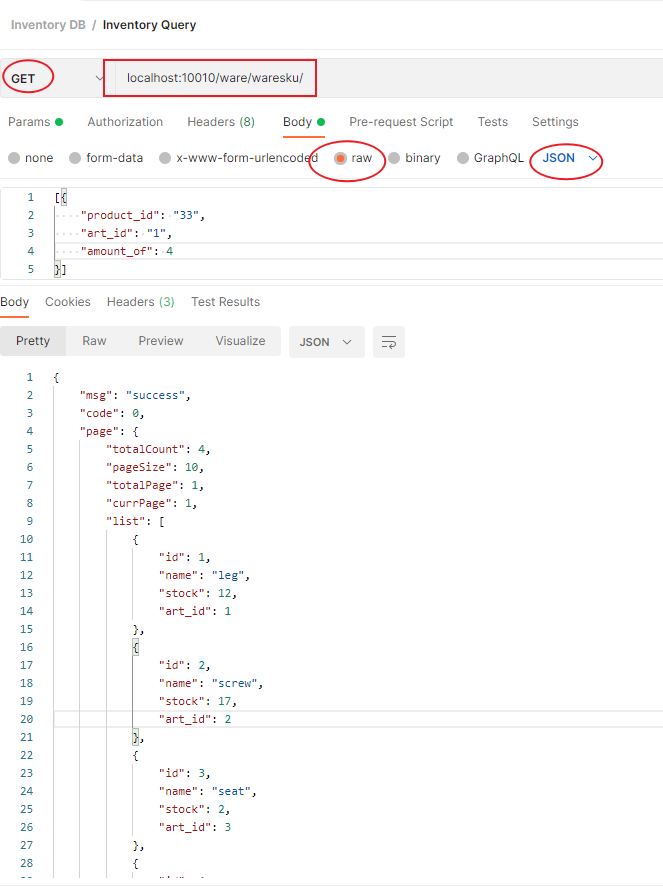 Inventory DB / Inventory Query
GET localhost:10010/ware/waresku/
Params Authorization Headers (8) Body Pre-request Script Tests Settings
none form-data x-www-form-urlencoded raw binary GraphQL JSON
1 [{
2 ····"product_id":·"33",
3 ····"art_id":·"1",
4 ····"amount_of":·4
5 }]
Body Cookies Headers (3) Test Results
Pretty Raw Preview Visualize JSON
1 {
2 "msg": "success",
3 "code": 0,
4 "page": {
5 "totalCount": 4,
6 "pageSize": 10,
7 "totalPage": 1,
8 "currPage": 1,
9 "list": [
10 {
11 "id": 1,
12 "name": "leg",
13 "stock": 12,
14 "art_id": 1
15 },
16 {
17 "id": 2,
18 "name": "screw",
19 "stock": 17,
20 "art_id": 2
21 },
22 {
23 "id": 3,
24 "name": "seat",
25 "stock": 2,
26 "art_id": 3
27 },
28 {